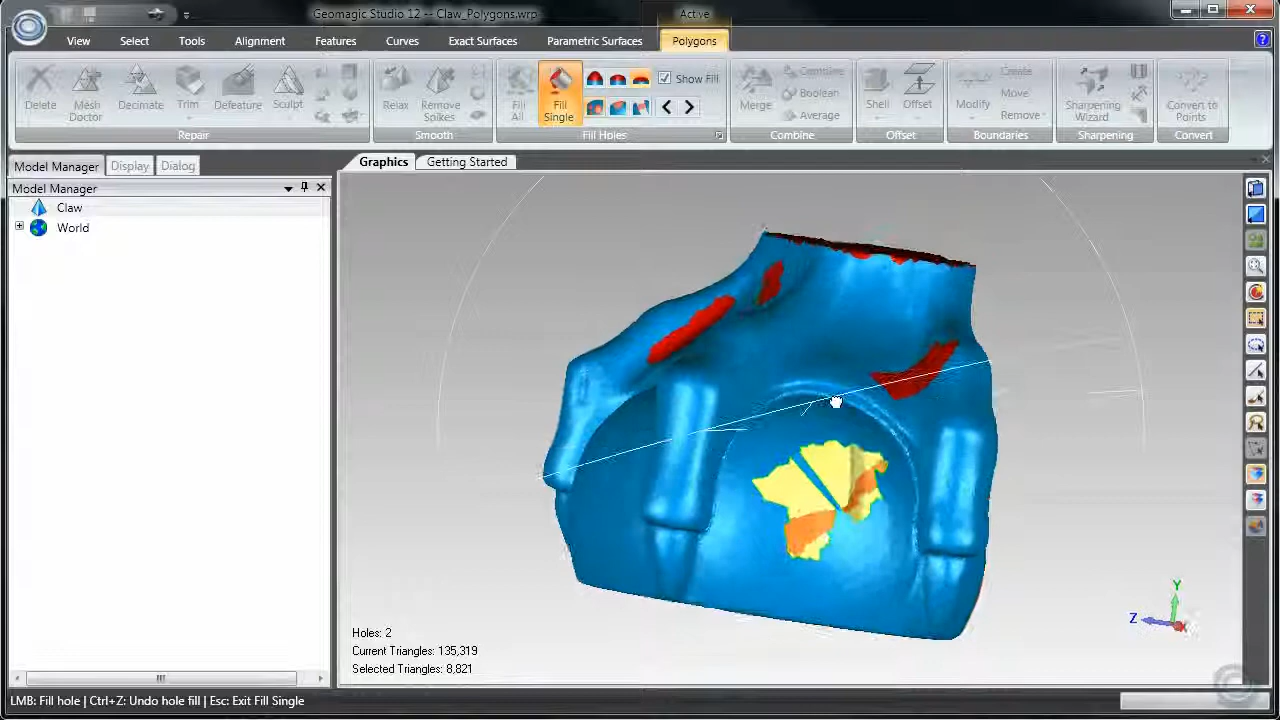 Geomagic Studio 12 -- Claw_Polygons.wrp
Active
View Select Tools Alignment Features Curves Exact Surfaces Parametric Surfaces Polygons
Delete Mesh Doctor Decimate Trim Defeature Sculpt
Repair
Relax Remove Spikes
Smooth
Fill All Fill Single Show Fill
Fill Holes
Merge Combine Boolean Average
Combine
Shell Offset
Offset
Modify Create Move Remove
Boundaries
Sharpening Wizard
Sharpening
Convert to Points
Convert
Model Manager Display Dialog
Graphics Getting Started
Model Manager
Claw
World
Holes: 2
Current Triangles: 135,319
Selected Triangles: 8,821
Y
Z
X
LMB: Fill hole | Ctrl+Z: Undo hole fill | Esc: Exit Fill Single